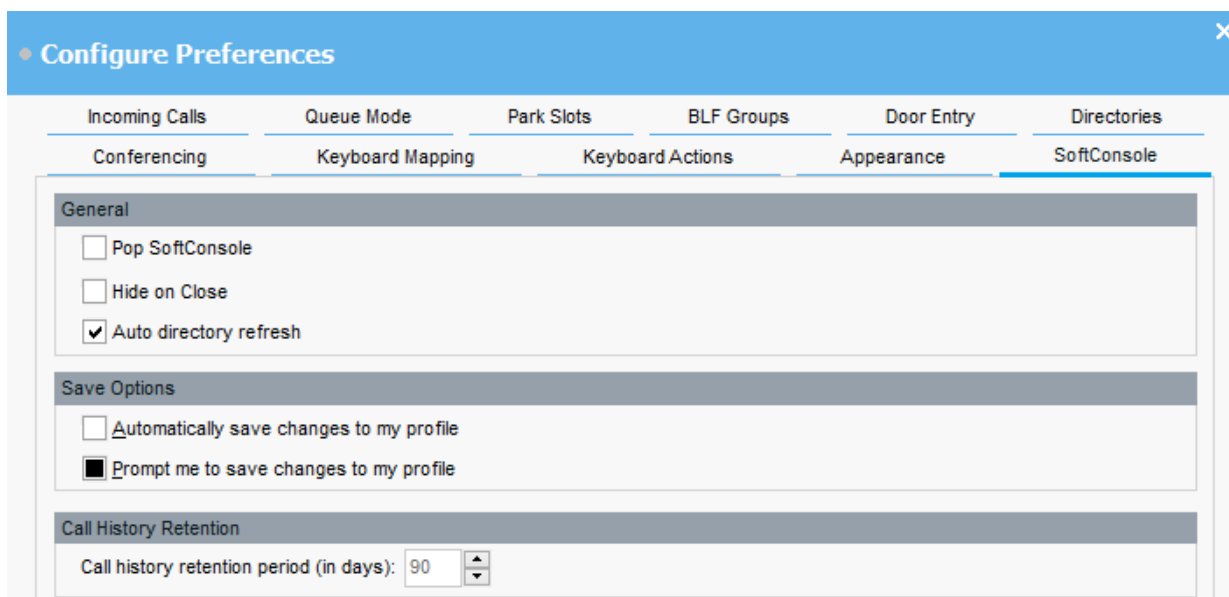 Configure Preferences
Incoming Calls Queue Mode Park Slots BLF Groups Door Entry Directories
Conferencing Keyboard Mapping Keyboard Actions Appearance SoftConsole
General
Pop SoftConsole
Hide on Close
Auto directory refresh
Save Options
Automatically save changes to my profile
Prompt me to save changes to my profile
Call History Retention
Call history retention period (in days): 90